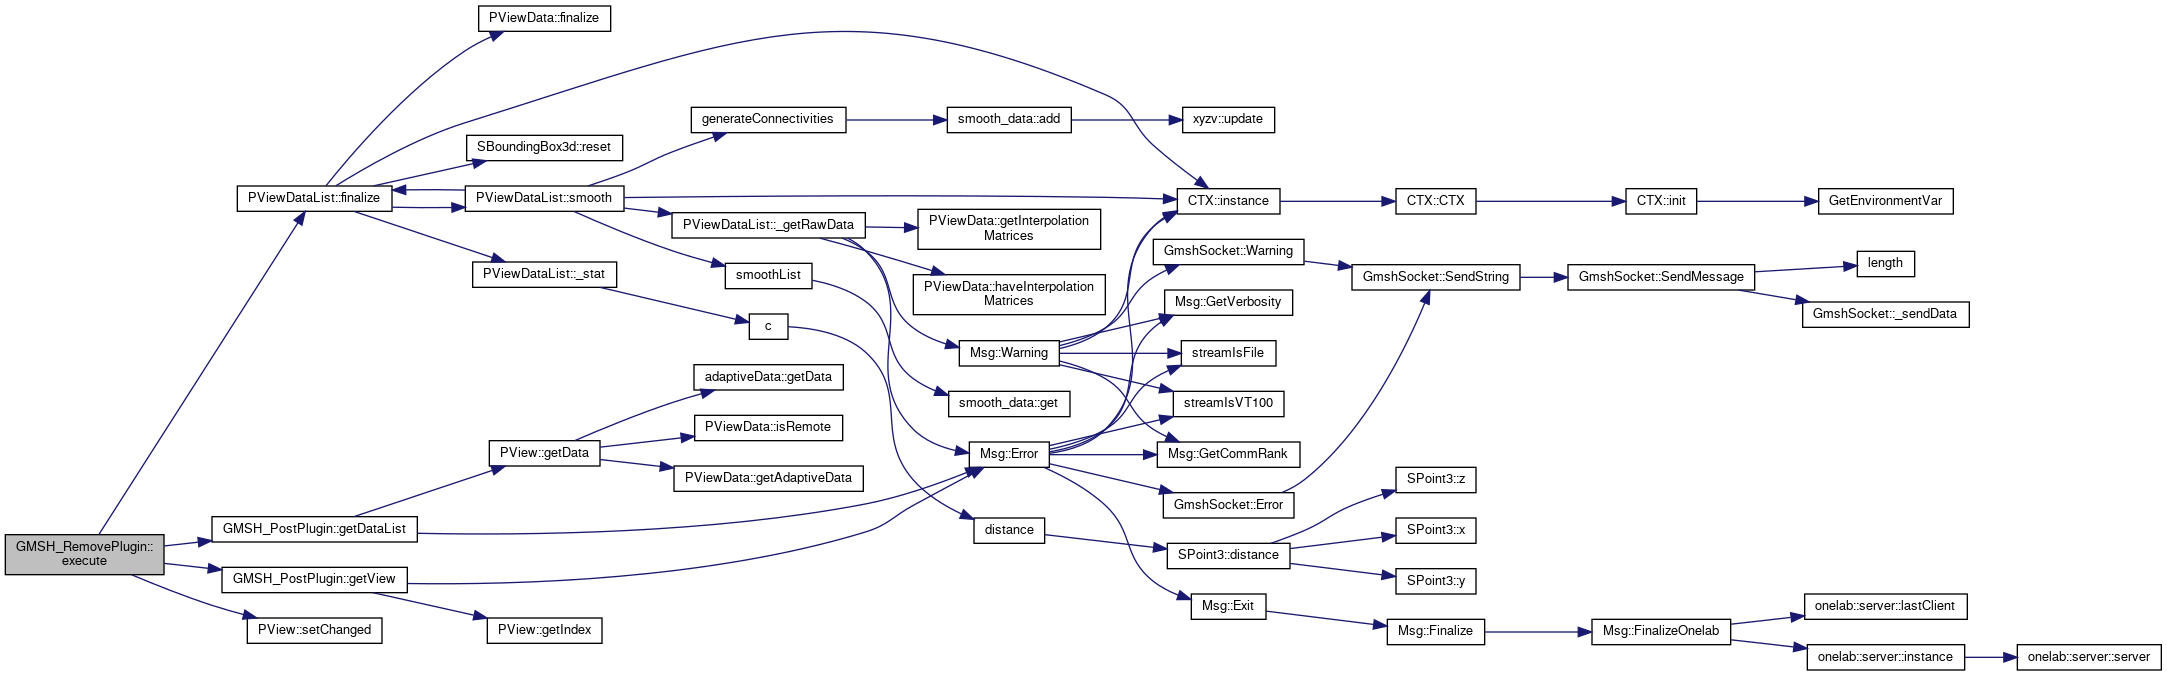 PViewData::finalize
generateConnectivities
smooth_data::add
xyzv::update
SBoundingBox3d::reset
PViewDataList::finalize
PViewDataList::smooth
CTX::instance
CTX::CTX
CTX::init
GetEnvironmentVar
PViewDataList::_getRawData
PViewData::getInterpolation
Matrices
GmshSocket::Warning
PViewDataList::_stat
smoothList
PViewData::haveInterpolation
Matrices
GmshSocket::SendString
GmshSocket::SendMessage
length
Msg::GetVerbosity
GmshSocket::_sendData
c
Msg::Warning
streamIsFile
adaptiveData::getData
smooth_data::get
streamIsVT100
PViewData::isRemote
PView::getData
Msg::Error
Msg::GetCommRank
PViewData::getAdaptiveData
SPoint3::z
GmshSocket::Error
GMSH_PostPlugin::getDataList
distance
SPoint3::x
GMSH_RemovePlugin::
execute
SPoint3::distance
GMSH_PostPlugin::getView
SPoint3::y
Msg::Exit
onelab::server::lastClient
PView::setChanged
PView::getIndex
Msg::Finalize
Msg::FinalizeOnelab
onelab::server::instance
onelab::server::server